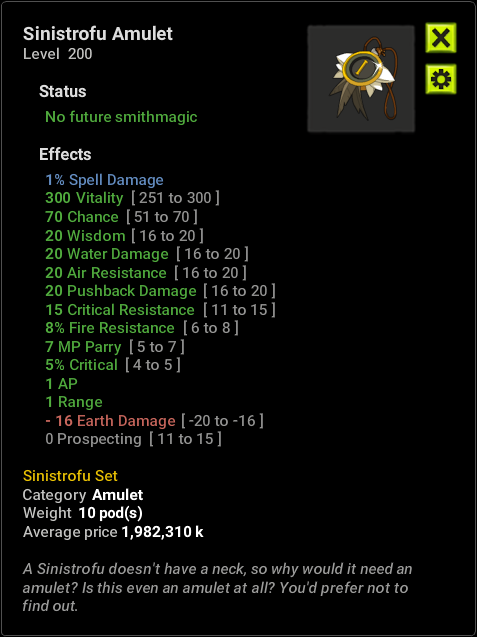 Sinistrofu Amulet
Level 200
Status
No future smithmagic
Effects
1% Spell Damage
300 Vitality [ 251 to 300 ]
70 Chance [ 51 to 70 ]
20 Wisdom [ 16 to 20 ]
20 Water Damage [ 16 to 20 ]
20 Air Resistance [ 16 to 20 ]
20 Pushback Damage [ 16 to 20 ]
15 Critical Resistance [ 11 to 15 ]
8% Fire Resistance [ 6 to 8 ]
7 MP Parry [ 5 to 7 ]
5% Critical [ 4 to 5 ]
1 AP
1 Range
- 16 Earth Damage [ -20 to -16 ]
0 Prospecting [ 11 to 15 ]
Sinistrofu Set
Category Amulet
Weight 10 pod(s)
Average price 1,982,310 k
A Sinistrofu doesn't have a neck, so why would it need an
amulet? Is this even an amulet at all? You'd prefer not to
find out.